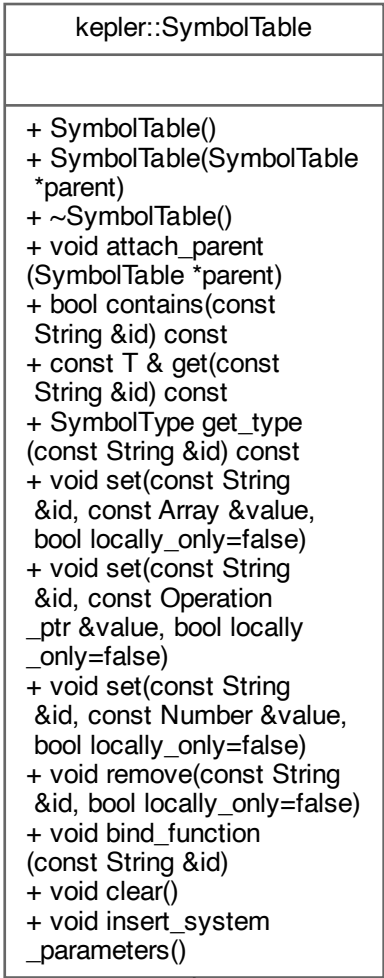 kepler::SymbolTable
+ SymbolTable()
+ SymbolTable(SymbolTable
*parent)
+ ~SymbolTable()
+ void attach_parent
(SymbolTable *parent)
+ bool contains(const
String &id) const
+ const T & get(const
String &id) const
+ SymbolType get_type
(const String &id) const
+ void set(const String
&id, const Array &value,
bool locally_only=false)
+ void set(const String
&id, const Operation
_ptr &value, bool locally
_only=false)
+ void set(const String
&id, const Number &value,
bool locally_only=false)
+ void remove(const String
&id, bool locally_only=false)
+ void bind_function
(const String &id)
+ void clear()
+ void insert_system
_parameters()